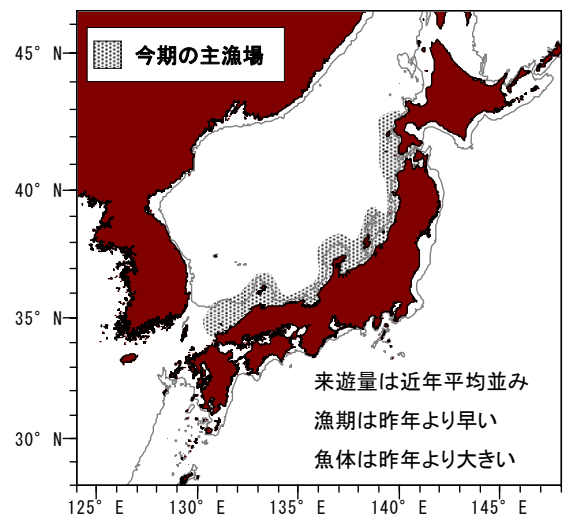 45° N
今期の主漁場
40° N
35° N
来遊量は近年平均並み
漁期は昨年より早い
30° N
魚体は昨年より大きい
125° E 130° E 135° E 140° E 145° E